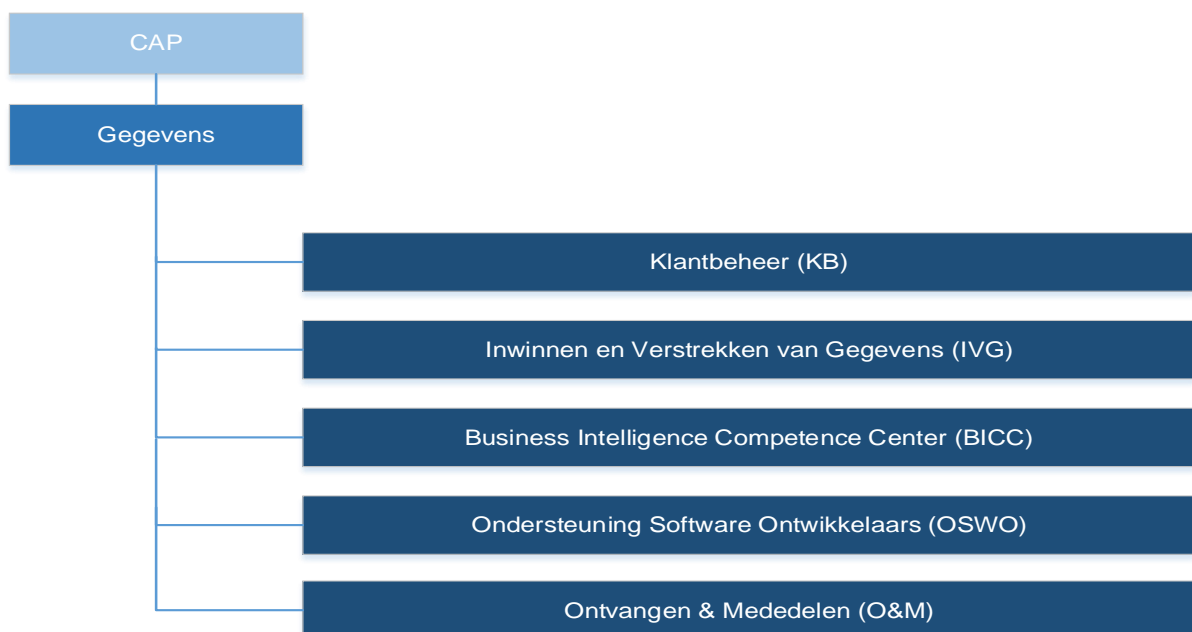 CAP
Gegevens
Klantbeheer (KB)
Inwinnen en Verstrekken van Gegevens (IVG)
Business Intelligence Competence Center (BICC)
Ondersteuning Software Ontwikkelaars (OSWO)
Ontvangen & Mededelen (O&M)